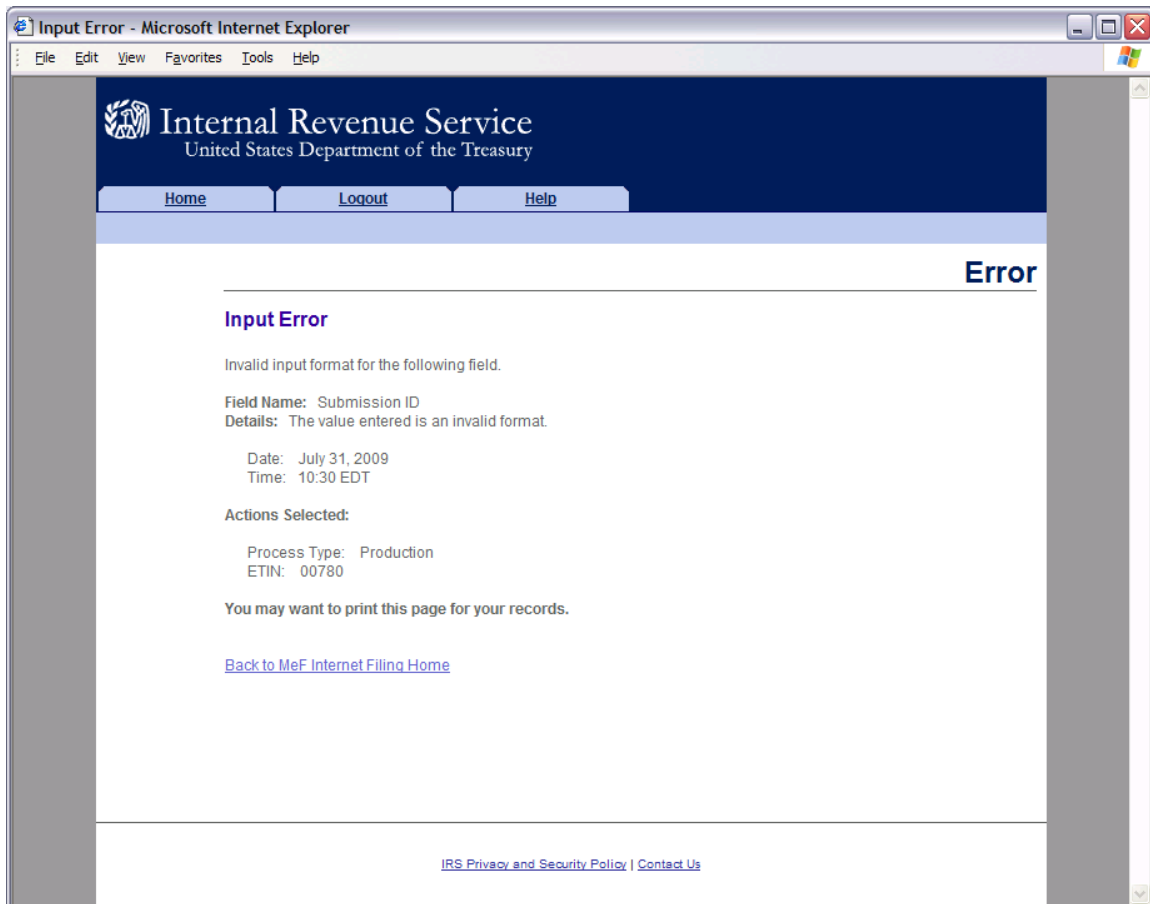 Input Error - Microsoft Internet Explorer
File Edit View Favorites Tools Help
Internal Revenue Service
United States Department of the Treasury
Home Logout Help
Error
Input Error
Invalid input format for the following field.
Field Name: Submission ID
Details: The value entered is an invalid format.
Date: July 31, 2009
Time: 10:30 EDT
Actions Selected:
Process Type: Production
ETIN: 00780
You may want to print this page for your records.
Back to MeF Internet Filing Home
IRS Privacy and Security Policy | Contact Us